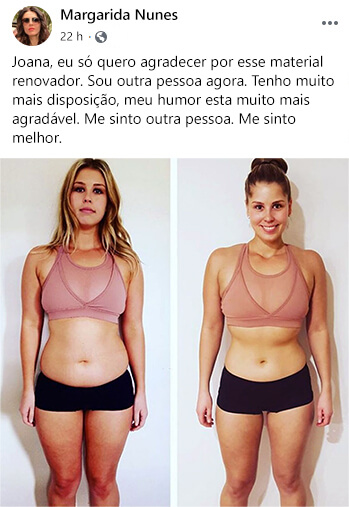 Margarida Nunes
22 h ·
Joana, eu só quero agradecer por esse material
renovador. Sou outra pessoa agora. Tenho muito
mais disposição, meu humor esta muito mais
agradável. Me sinto outra pessoa. Me sinto
melhor.